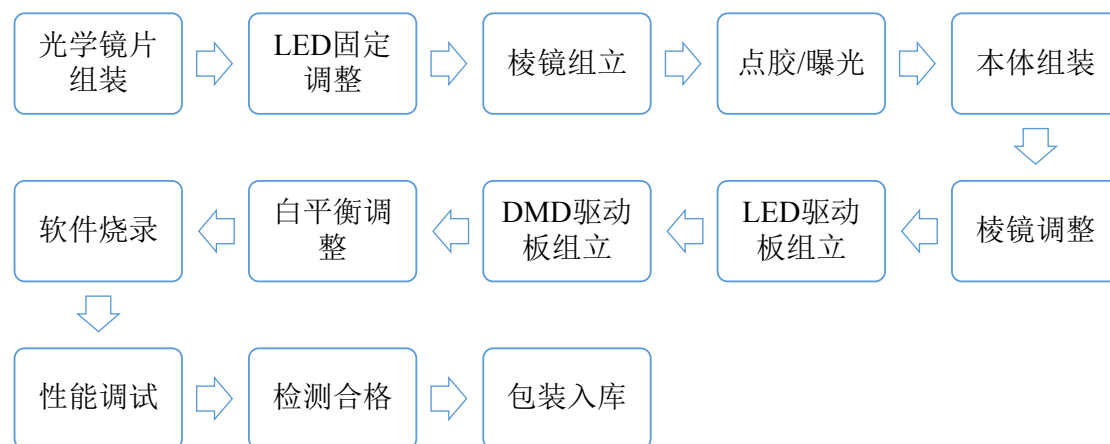 光学镜片
组装
LED固定
调整
棱镜组立
点胶/曝光
本体组装
棱镜调整
LED驱动
板组立
DMD驱动
板组立
白平衡调
整
软件烧录
性能调试
检测合格
包装入库